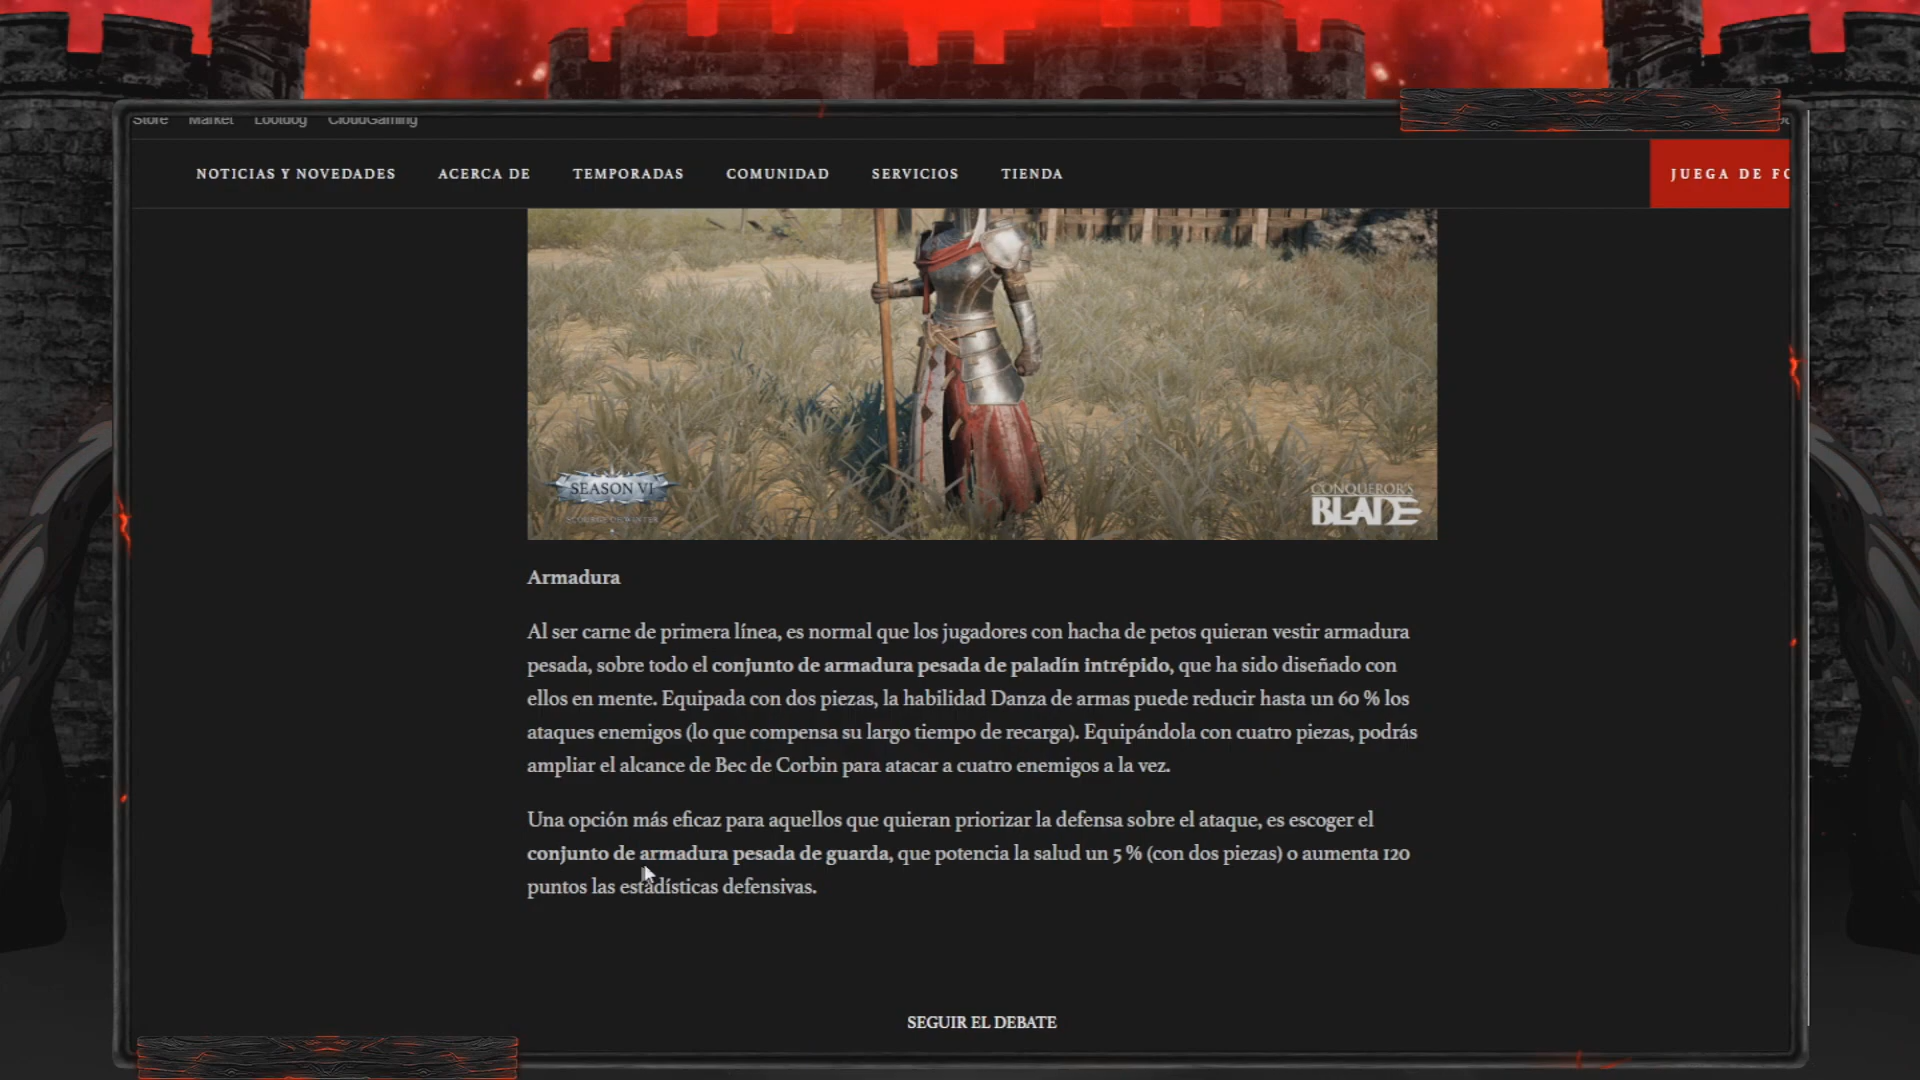 Store Market Lootdog CloudGaming
NOTICIAS Y NOVEDADES ACERCA DE TEMPORADAS COMUNIDAD SERVICIOS TIENDA JUEGA DE
SEASON VI
CONQUEROR'S
BLADE
Armadura
Al ser carne de primera línea, es normal que los jugadores con hacha de petos quieran vestir armadura
pesada, sobre todo el conjunto de armadura pesada de paladín intrépido, que ha sido diseñado con
ellos en mente. Equipada con dos piezas, la habilidad Danza de armas puede reducir hasta un 60 % los
ataques enemigos (lo que compensa su largo tiempo de recarga). Equipándola con cuatro piezas, podrás
ampliar el alcance de Bec de Corbin para atacar a cuatro enemigos a la vez.
Una opción más eficaz para aquellos que quieran priorizar la defensa sobre el ataque, es escoger el
conjunto de armadura pesada de guarda, que potencia la salud un 5 % (con dos piezas) o aumenta 120
puntos las estadísticas defensivas.
SEGUIR EL DEBATE